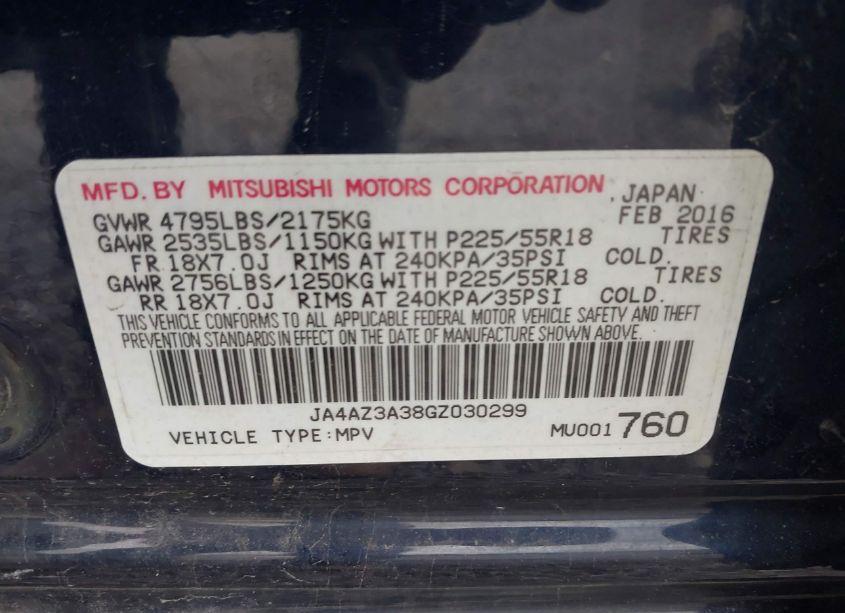 MFD. BY MITSUBISHI MOTORS CORPORATION , JAPAN
GVWR 4795LBS/2175KG FEB 2016
GAWR 2535LBS/1150KG WITH P225/55R18 TIRES
FR 18X7.0J RIMS AT 240KPA/35PSI COLD.
GAWR 2756LBS/1250KG WITH P225/55R18 TIRES
RR 18X7.0J RIMS AT 240KPA/35PSI COLD.
THIS VEHICLE CONFORMS TO ALL APPLICABLE FEDERAL MOTOR VEHICLE SAFETY AND THEFT
PREVENTION STANDARDS IN EFFECT ON THE DATE OF MANUFACTURE SHOWN ABOVE.
JA4AZ3A38GZ030299
VEHICLE TYPE:MPV MU001 760